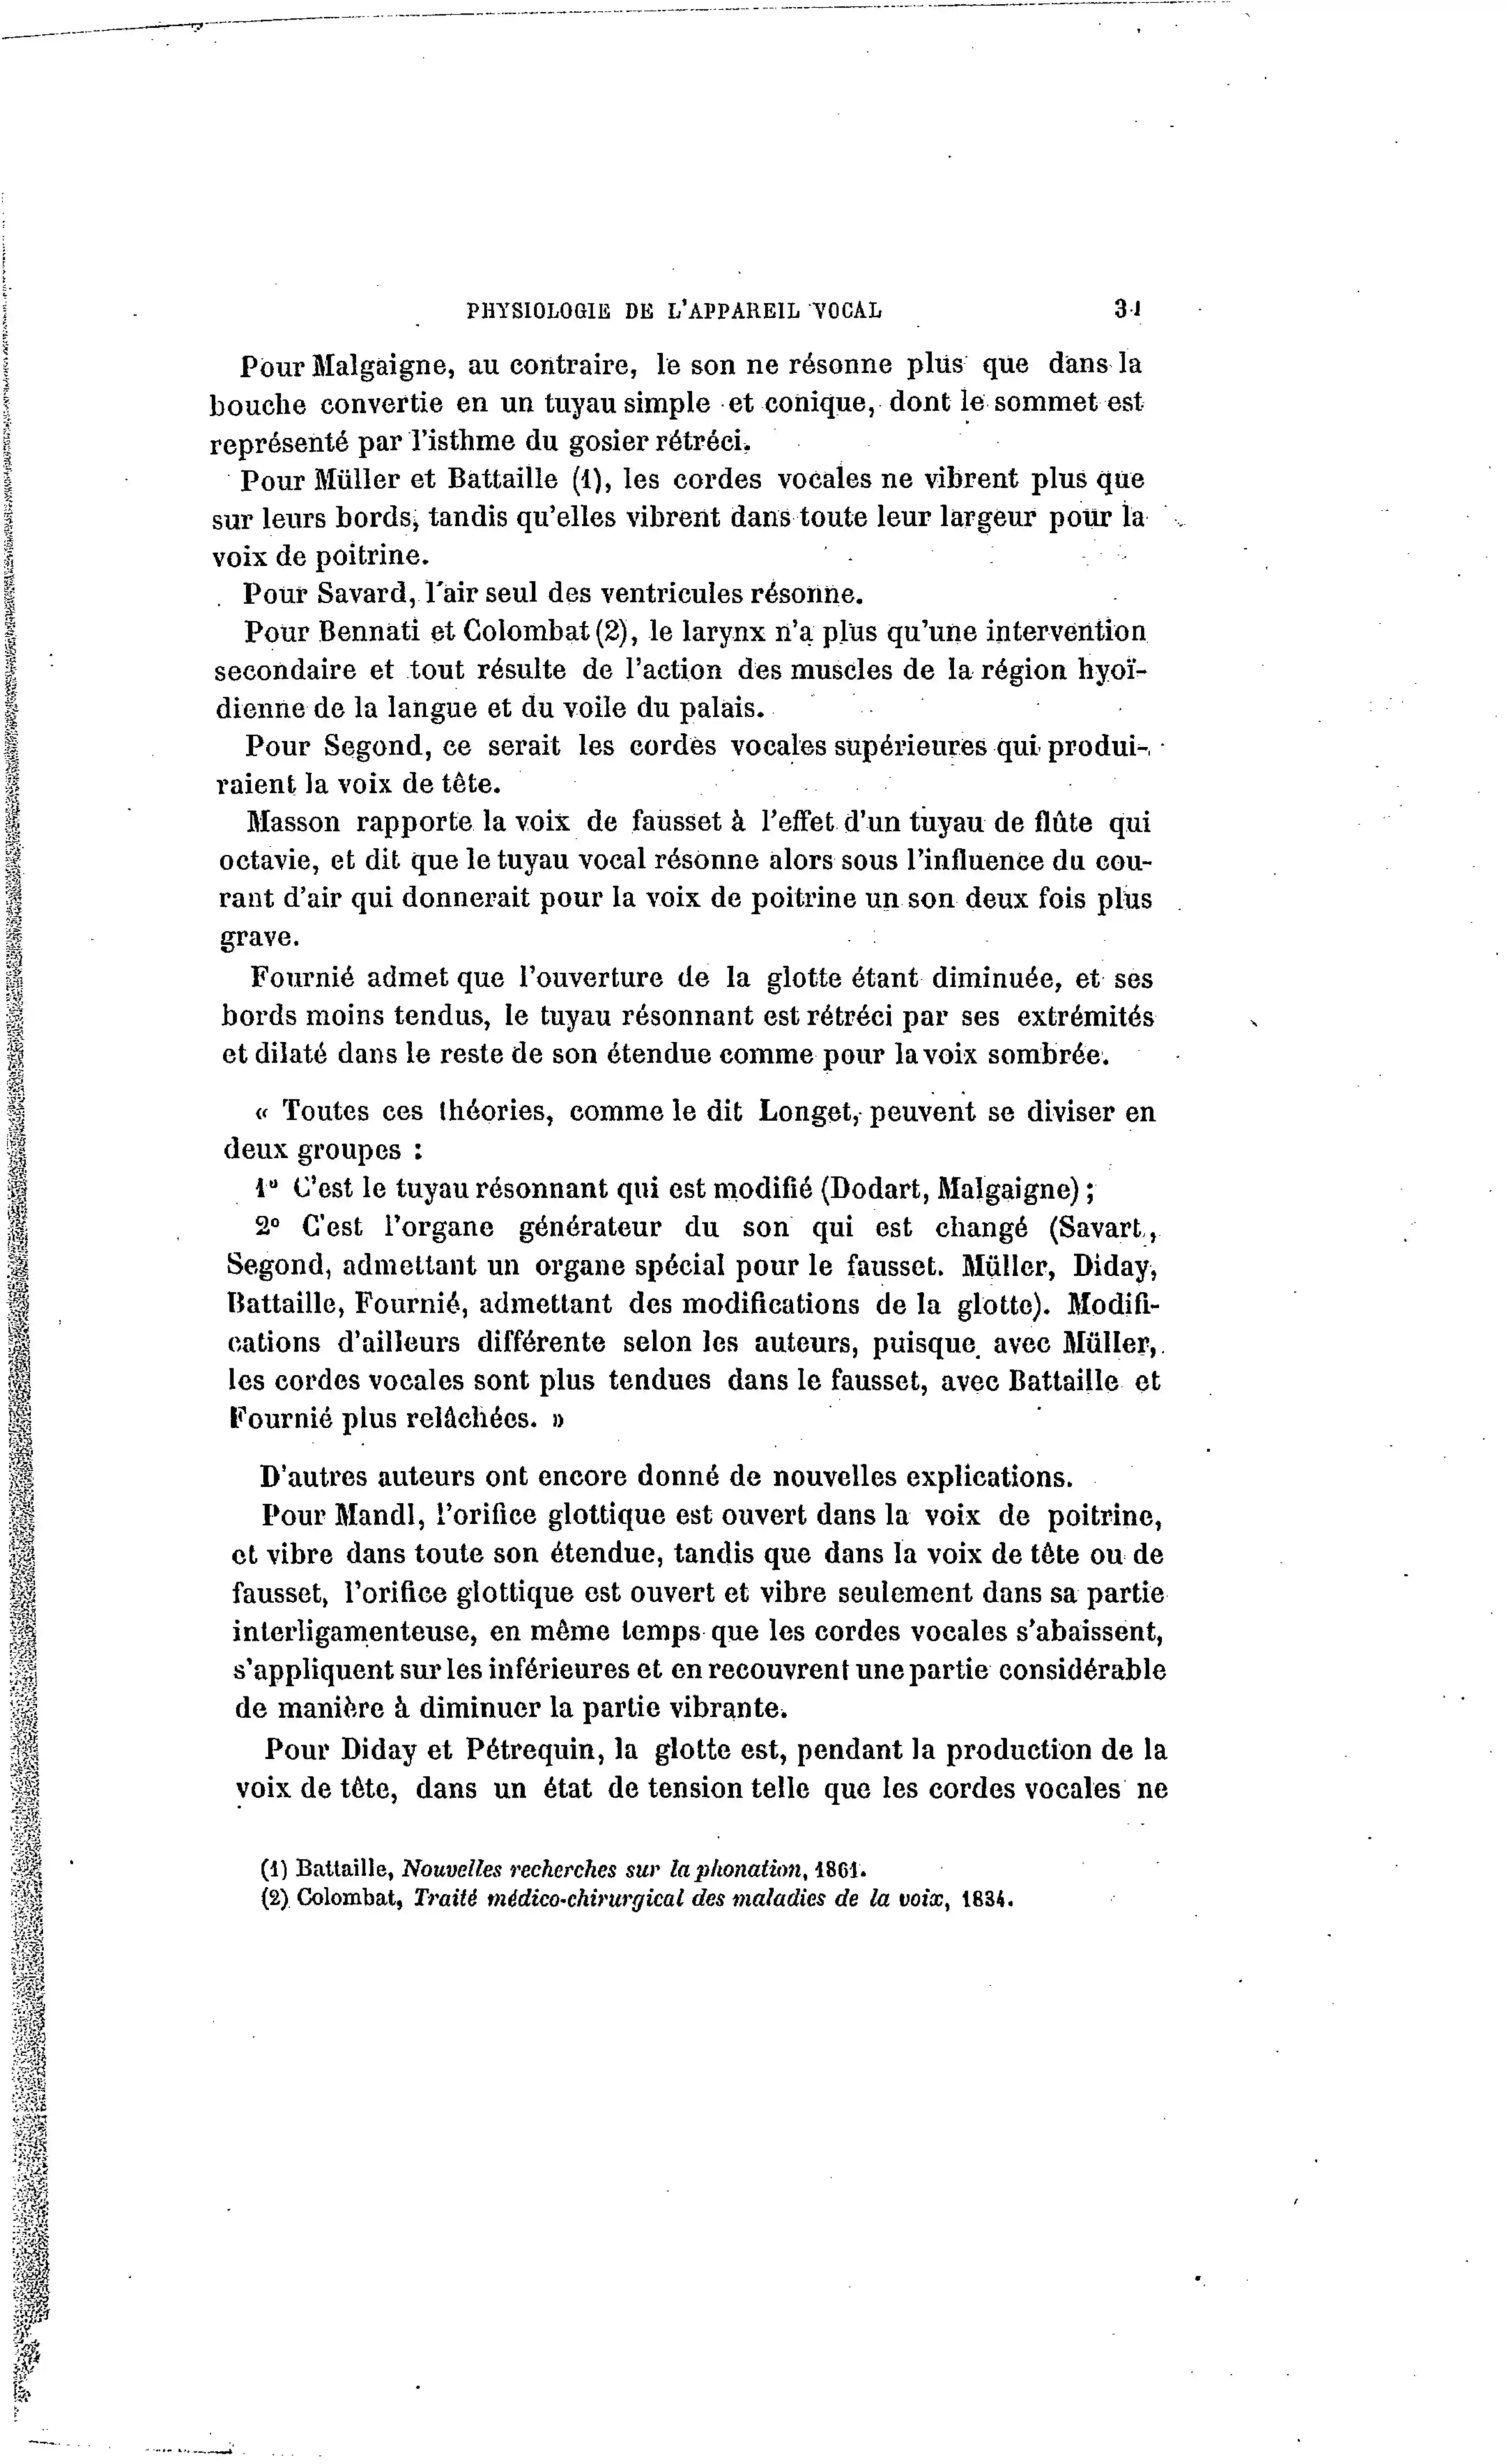 PHYSIOLOGIE DE L'APPAREIL VOCAL 31
Pour Malgaigne, au contraire, le son ne résonne plus que dans la
bouche convertie en un tuyau simple et conique, dont le sommet est
représenté par l'isthme du gosier rétréci.
Pour Müller et Battaille (1), les cordes vocales ne vibrent plus que
sur leurs bords, tandis qu'elles vibrent dans toute leur largeur pour la
voix de poitrine.
Pour Savard, l'air seul des ventricules résonne.
Pour Bennati et Colombat (2), le larynx n'a plus qu'une intervention
secondaire et tout résulte de l'action des muscles de la région hyoï-
dienne de la langue et du voile du palais.
Pour Segond, ce serait les cordes vocales supérieures qui produi-
raient la voix de tête.
Masson rapporte la voix de fausset à l'effet d'un tuyau de flûte qui
octavie, et dit que le tuyau vocal résonne alors sous l'influence du cou-
rant d'air qui donnerait pour la voix de poitrine un son deux fois plus
grave.
Fournié admet que l'ouverture de la glotte étant diminuée, et ses
bords moins tendus, le tuyau résonnant est rétréci par ses extrémités
et dilaté dans le reste de son étendue comme pour la voix sombrée.
« Toutes ces théories, comme le dit Longet, peuvent se diviser en
deux groupes :
1º C'est le tuyau résonnant qui est modifié (Dodart, Malgaigne) ;
2º C'est l'organe générateur du son qui est changé (Savart,
Segond, admettant un organe spécial pour le fausset. Müller, Diday,
Battaille, Fournié, admettant des modifications de la glotte). Modifi-
cations d'ailleurs différente selon les auteurs, puisque avec Müller,
les cordes vocales sont plus tendues dans le fausset, avec Battaille et
Fournié plus relâchées. »
D'autres auteurs ont encore donné de nouvelles explications.
Pour Mandl, l'orifice glottique est ouvert dans la voix de poitrine,
et vibre dans toute son étendue, tandis que dans la voix de tête ou de
fausset, l'orifice glottique est ouvert et vibre seulement dans sa partie
interligamenteuse, en même temps que les cordes vocales s'abaissent,
s'appliquent sur les inférieures et en recouvrent une partie considérable
de manière à diminuer la partie vibrante.
Pour Diday et Pétrequin, la glotte est, pendant la production de la
voix de tête, dans un état de tension telle que les cordes vocales ne
(1) Battaille, Nouvelles recherches sur la phonation, 1861.
(2) Colombat, Traité médico-chirurgical des maladies de la voix, 1834.